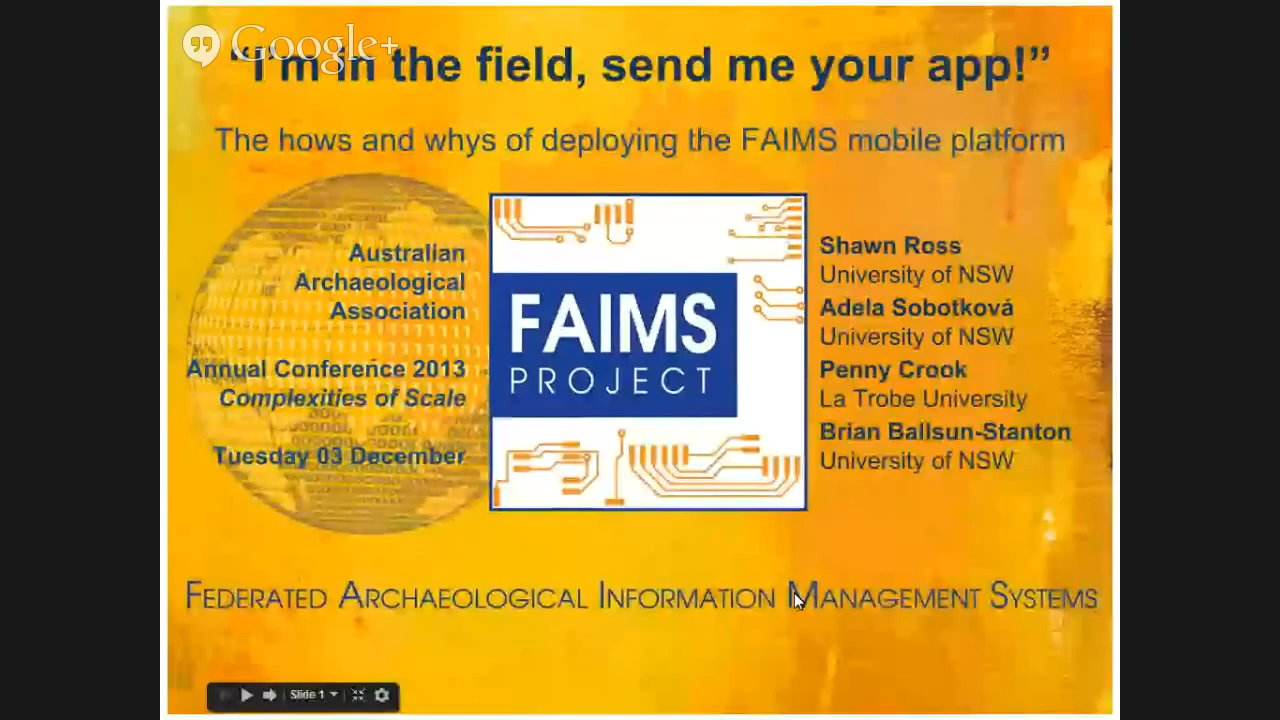 Google+
“I’m in the field, send me your app!”
The hows and whys of deploying the FAIMS mobile platform
Australian
Archaeological
Association
Annual Conference 2013
Complexities of Scale
Tuesday 03 December
FAIMS
PROJECT
Shawn Ross
University of NSW
Adela Sobotková
University of NSW
Penny Crook
La Trobe University
Brian Ballsun-Stanton
University of NSW
FEDERATED ARCHAEOLOGICAL INFORMATION MANAGEMENT SYSTEMS
Slide 1